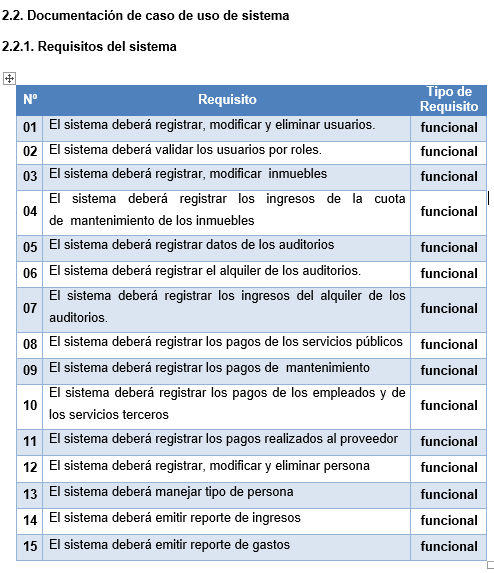 2.2. Documentación de caso de uso de sistema
2.2.1. Requisitos del sistema
Nº Requisito Tipo de Requisito
01 El sistema deberá registrar, modificar y eliminar usuarios. funcional
02 El sistema deberá validar los usuarios por roles. funcional
03 El sistema deberá registrar, modificar inmuebles funcional
04 El sistema deberá registrar los ingresos de la cuota
de mantenimiento de los inmuebles funcional
05 El sistema deberá registrar datos de los auditorios funcional
06 El sistema deberá registrar el alquiler de los auditorios. funcional
07 El sistema deberá registrar los ingresos del alquiler de los
auditorios. funcional
08 El sistema deberá registrar los pagos de los servicios públicos funcional
09 El sistema deberá registrar los pagos de mantenimiento funcional
10 El sistema deberá registrar los pagos de los empleados y de
los servicios terceros funcional
11 El sistema deberá registrar los pagos realizados al proveedor funcional
12 El sistema deberá registrar, modificar y eliminar persona funcional
13 El sistema deberá manejar tipo de persona funcional
14 El sistema deberá emitir reporte de ingresos funcional
15 El sistema deberá emitir reporte de gastos funcional